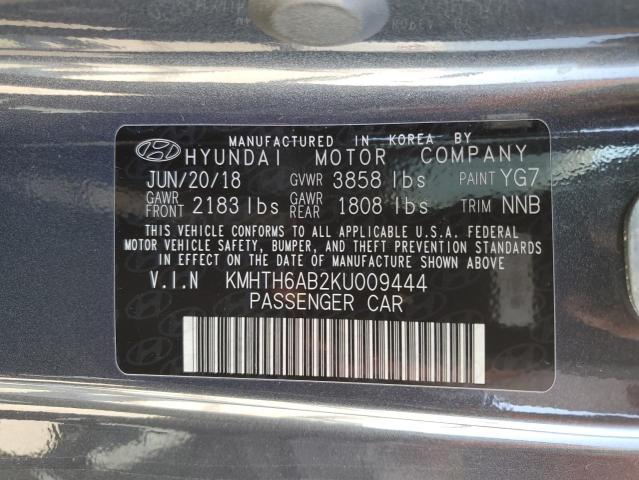 MANUFACTURED IN KOREA BY
HYUNDAI MOTOR COMPANY
JUN/20/18 GVWR 3858 lbs PAINT YG7
GAWR FRONT 2183 lbs GAWR REAR 1808 lbs TRIM NNB
THIS VEHICLE CONFORMS TO ALL APPLICABLE U.S.A. FEDERAL
MOTOR VEHICLE SAFETY, BUMPER, AND THEFT PREVENTION STANDARDS
IN EFFECT ON THE DATE OF MANUFACTURE SHOWN ABOVE
V.I.N KMHTH6AB2KU009444
PASSENGER CAR